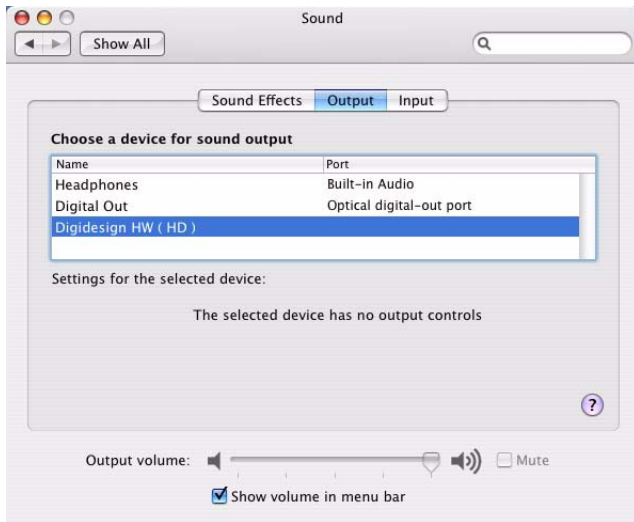 Sound
Show All
Sound Effects Output Input
Choose a device for sound output
Name Port
Headphones Built-in Audio
Digital Out Optical digital-out port
Digidesign HW ( HD )
Settings for the selected device:
The selected device has no output controls
?
Output volume: Mute
Show volume in menu bar